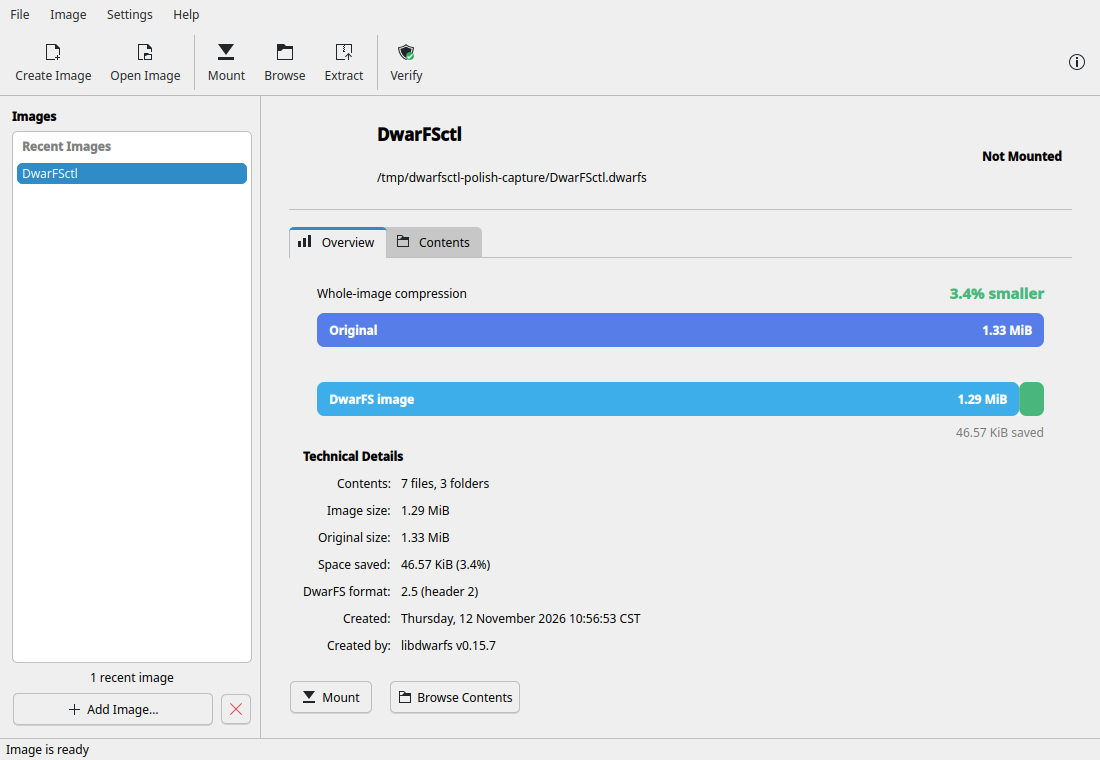 File Image Settings Help
Create Image Open Image Mount Browse Extract Verify
Images
Recent Images
DwarFSctl
1 recent image
Add Image...
DwarFSctl
/tmp/dwarfsctl-polish-capture/DwarFSctl.dwarfs
Not Mounted
Overview Contents
Whole-image compression 3.4% smaller
Original 1.33 MiB
DwarFS image 1.29 MiB
46.57 KiB saved
Technical Details
Contents: 7 files, 3 folders
Image size: 1.29 MiB
Original size: 1.33 MiB
Space saved: 46.57 KiB (3.4%)
DwarFS format: 2.5 (header 2)
Created: Thursday, 12 November 2026 10:56:53 CST
Created by: libdwarfs v0.15.7
Mount Browse Contents
Image is ready